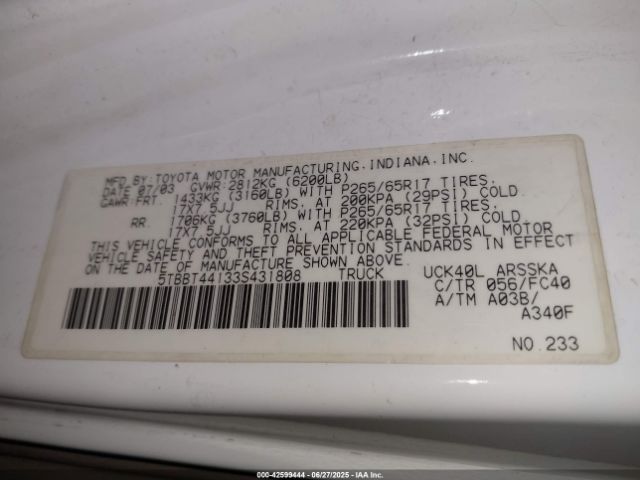 MFD.BY:TOYOTA MOTOR MANUFACTURING,INDIANA,INC.
DATE 07/03 GVWR:2812KG (6200LB)
GAWR:FRT. 1433KG (3160LB) WITH P265/65R17 TIRES,
17X7.5JJ RIMS, AT 200KPA (29PSI) COLD.
RR. 1706KG (3760LB) WITH P265/65R17 TIRES,
17X7.5JJ RIMS, AT 220KPA (32PSI) COLD.
THIS VEHICLE CONFORMS TO ALL APPLICABLE FEDERAL MOTOR
VEHICLE SAFETY AND THEFT PREVENTION STANDARDS IN EFFECT
ON THE DATE OF MANUFACTURE SHOWN ABOVE.
5TBBT44133S431808 TRUCK
UCK40L ARSSKA
C/TR 056/FC40
A/TM A03B/
A340F
NO.233
000-42599444 - 06/27/2025 - IAA Inc.